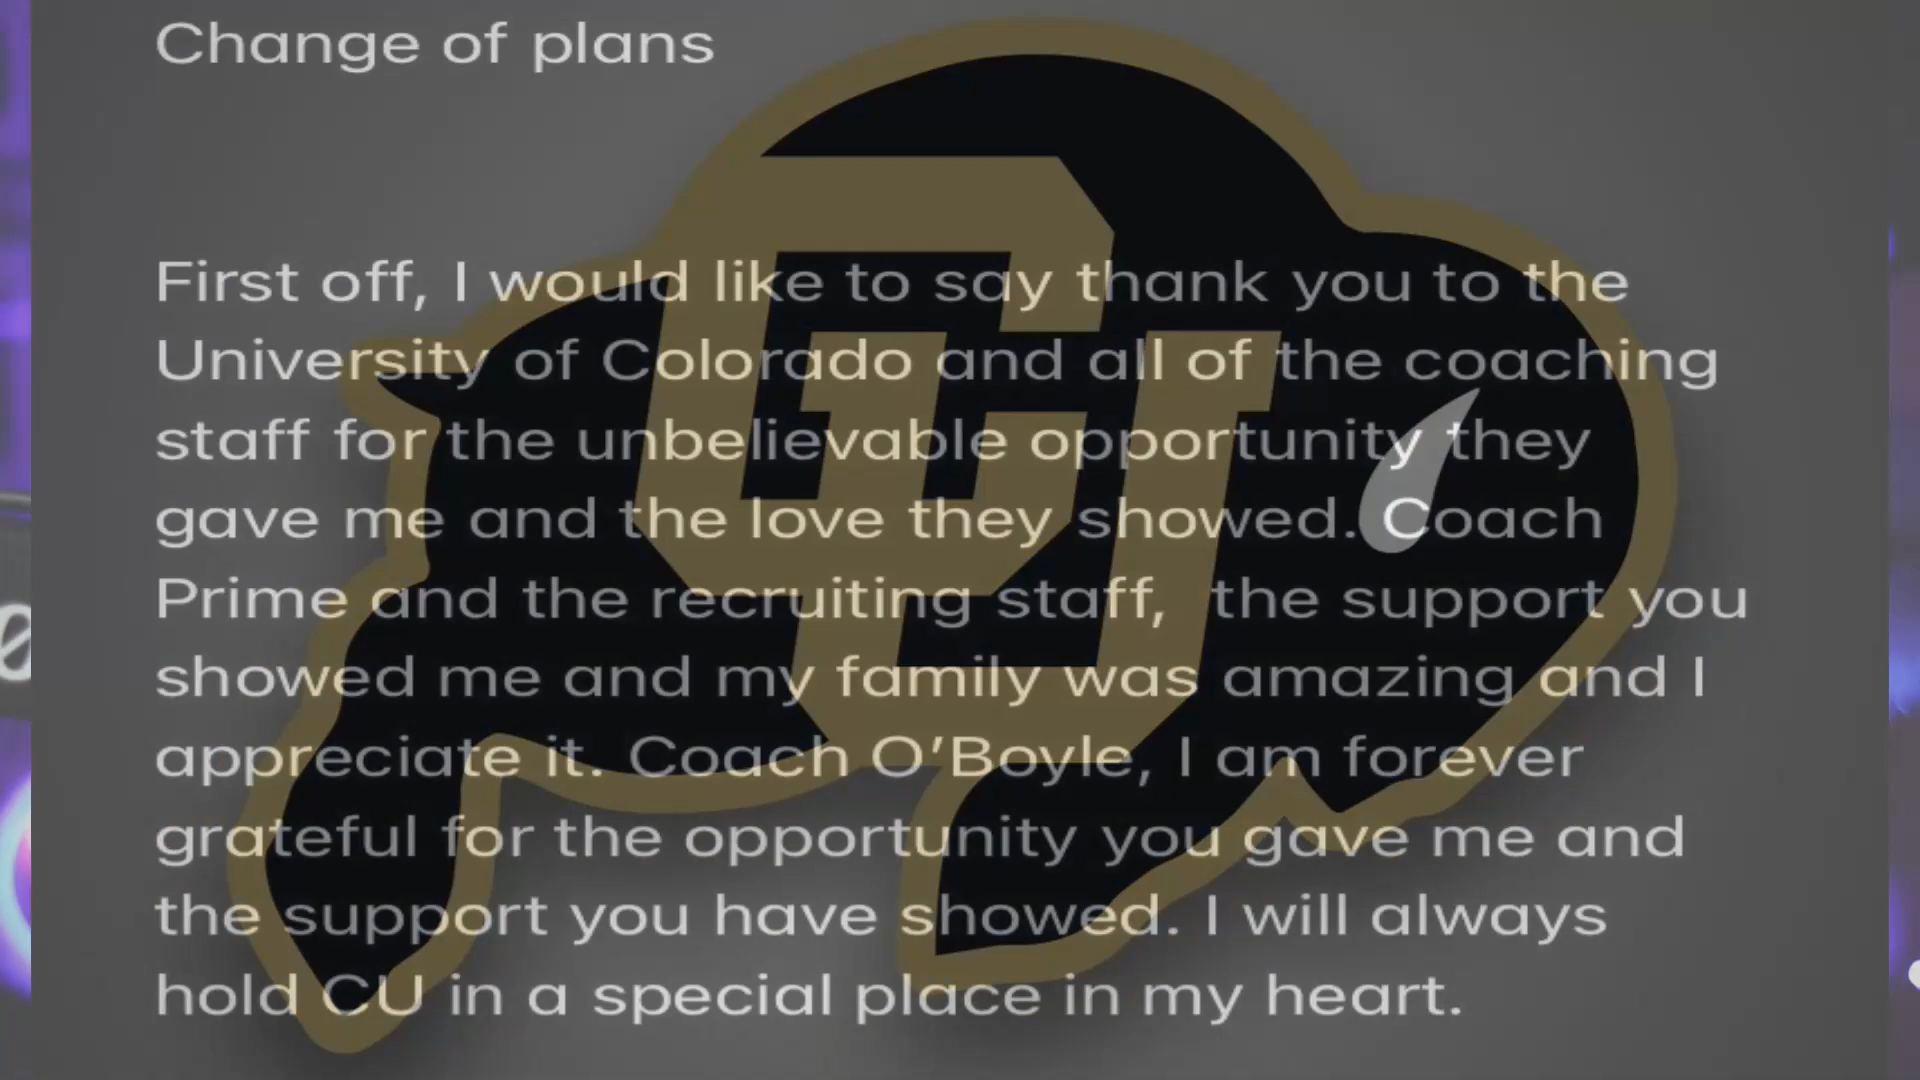 Change of plans
First off, I would like to say thank you to the
University of Colorado and all of the coaching
staff for the unbelievable opportunity they
gave me and the love they showed. Coach
Prime and the recruiting staff,  the support you
showed me and my family was amazing and I
appreciate it. Coach O’Boyle, I am forever
grateful for the opportunity you gave me and
the support you have showed. I will always
hold CU in a special place in my heart.
CU